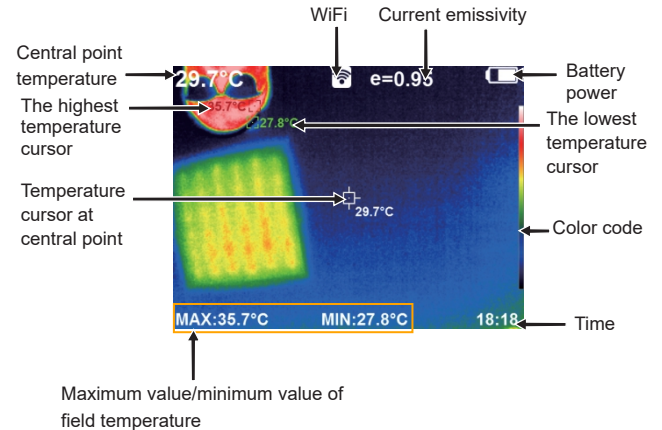 WiFi
Current emissivity
Central point
temperature
29.7°C
e=0.95
Battery
power
The highest
temperature
cursor
35.7°C
27.8°C
The lowest
temperature
cursor
Temperature
cursor at
central point
29.7°C
Color code
MAX:35.7°C
MIN:27.8°C
18:18
Time
Maximum value/minimum value of
field temperature